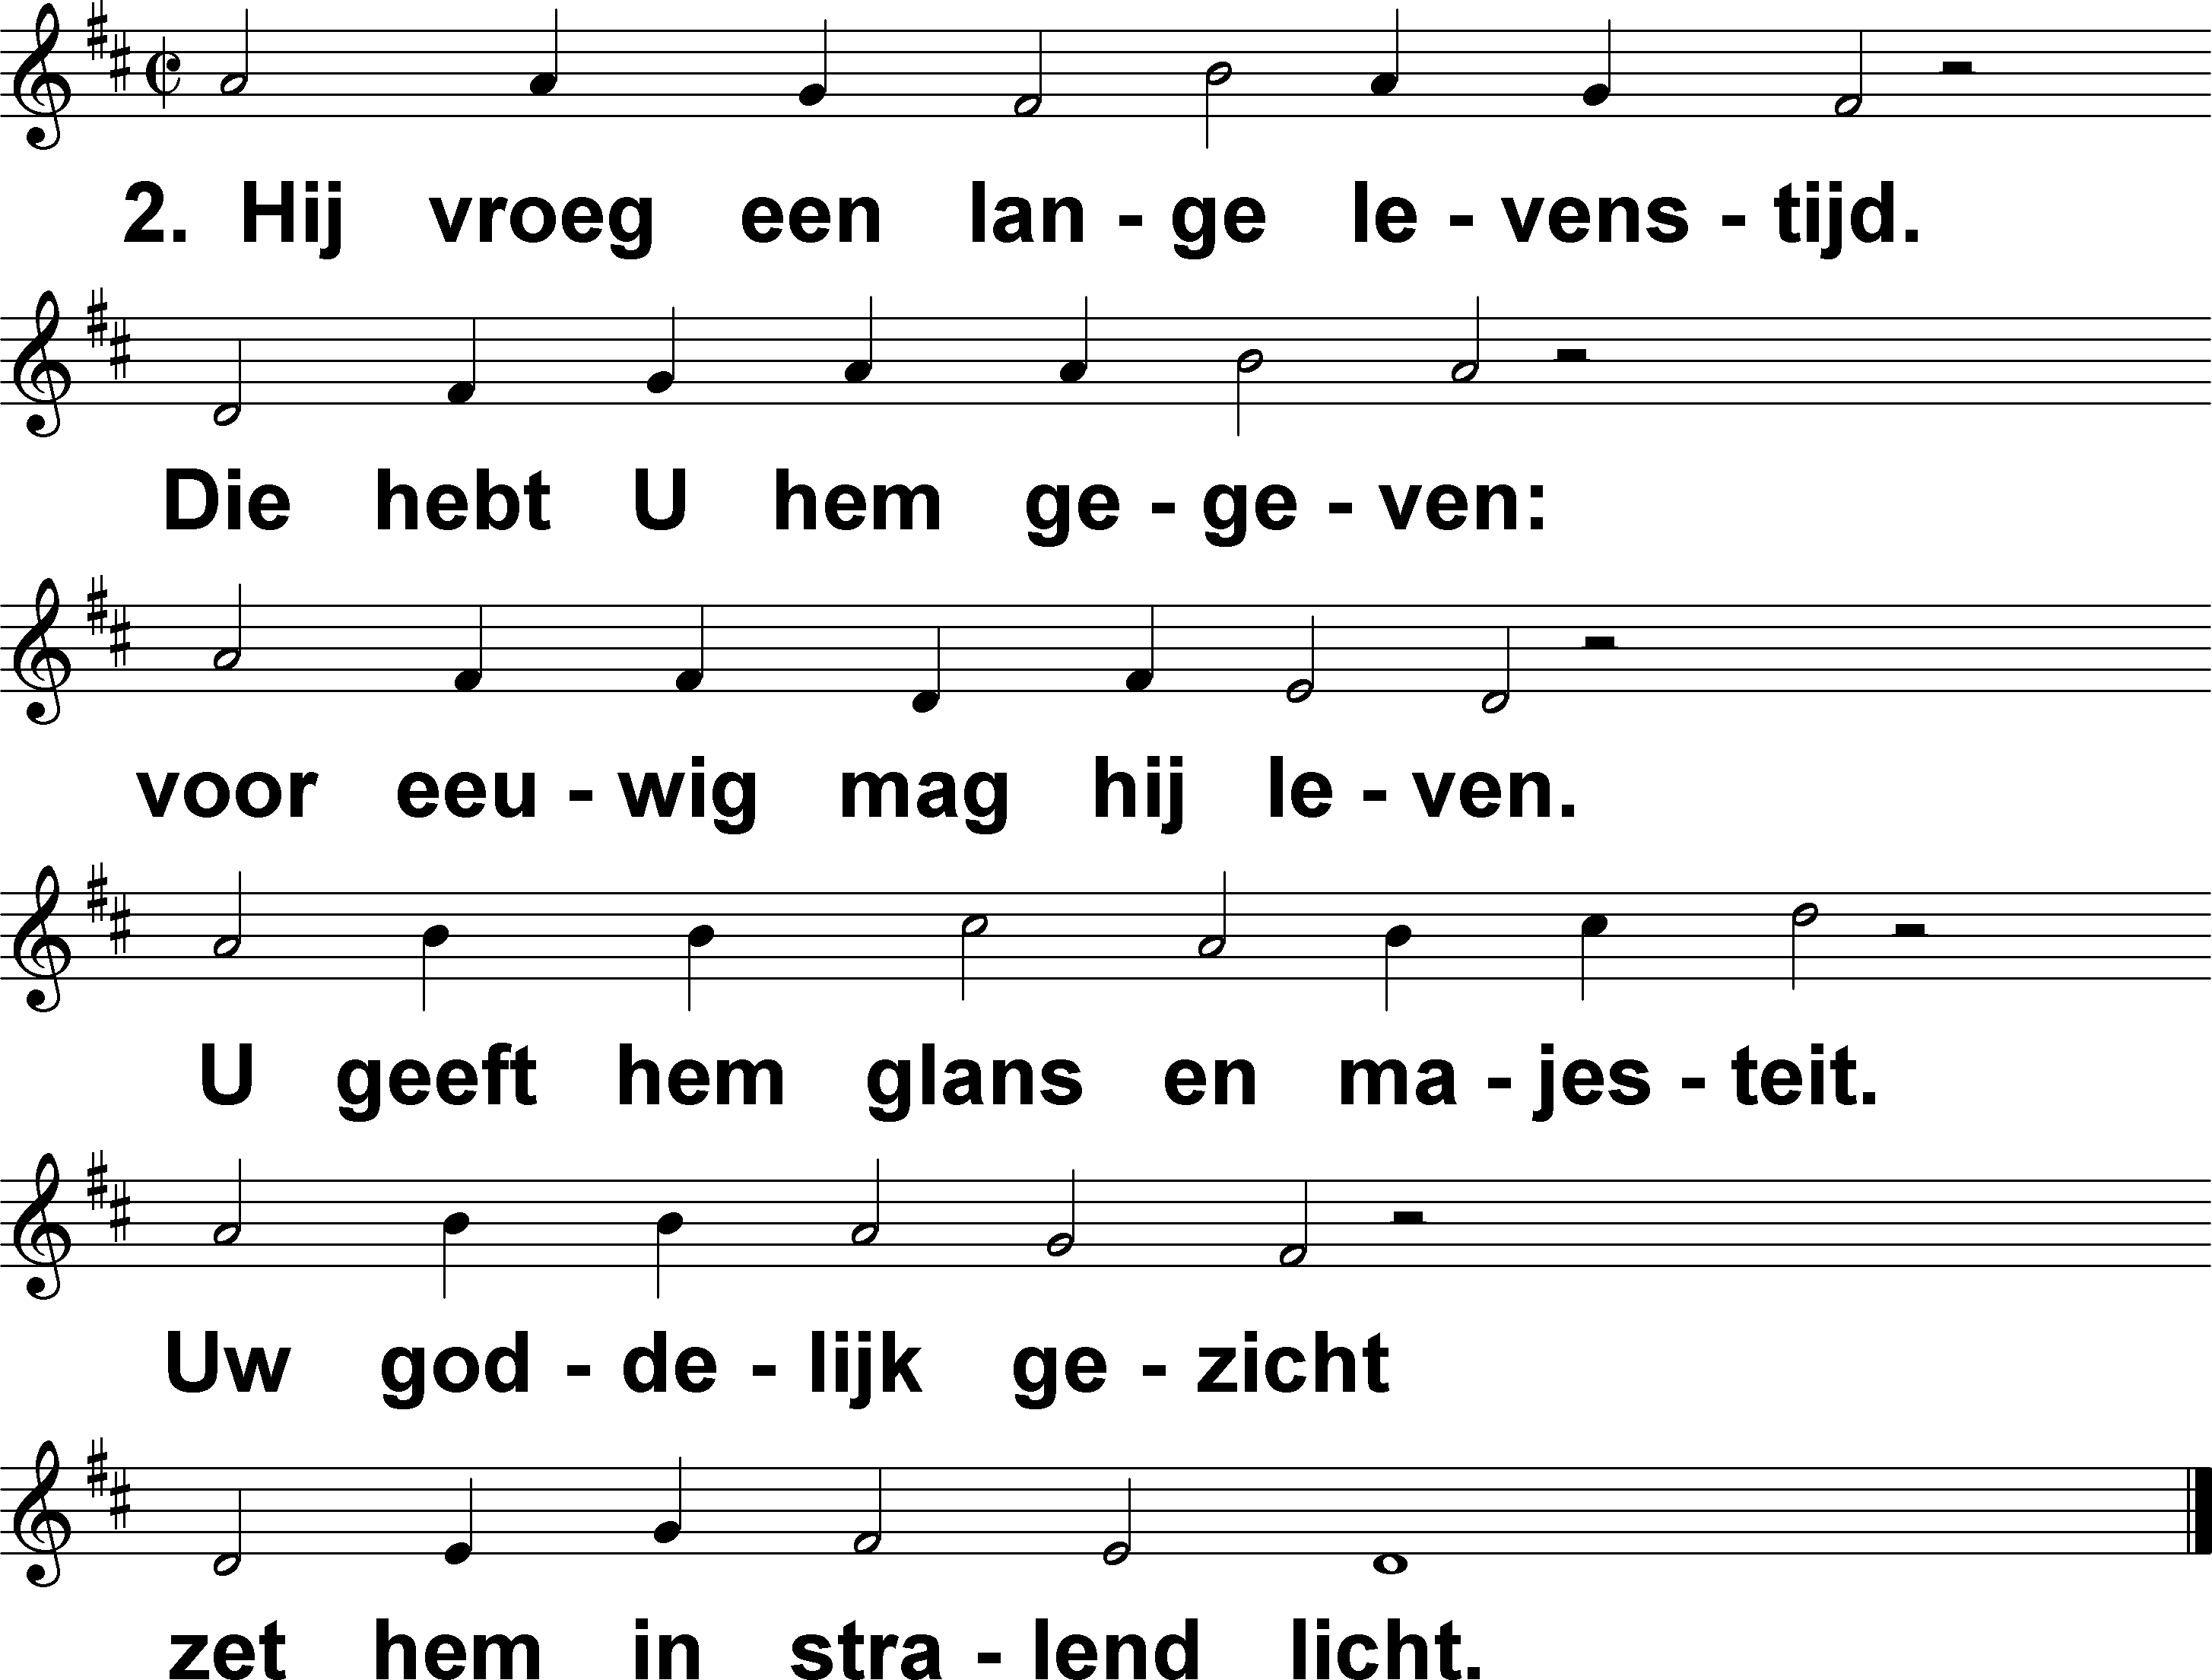 2. Hij vroeg een lan - ge le - vens - tijd.
Die hebt U hem ge - ge - ven:
voor eeu - wig mag hij le - ven.
U geeft hem glans en ma - jes - teit.
Uw god - de - lijk ge - zicht
zet hem in stra - lend licht.